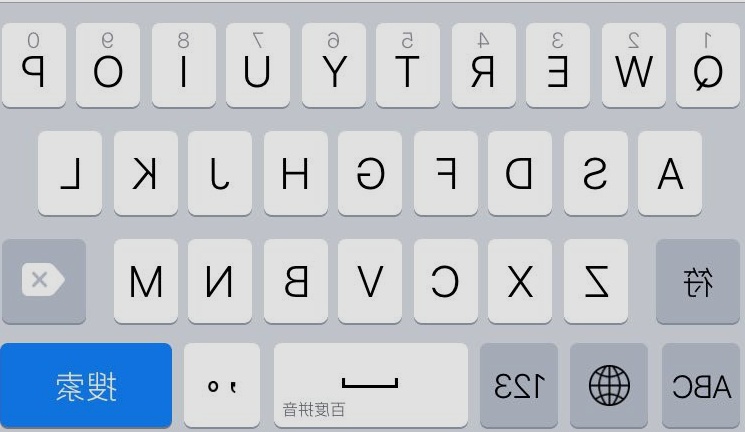 1 2 3 4 5 6 7 8 9 0
Q W E R T Y U I O P
A S D F G H J K L
符 Z X C V B N M
ABC 123 ，。 搜索
百度拼音